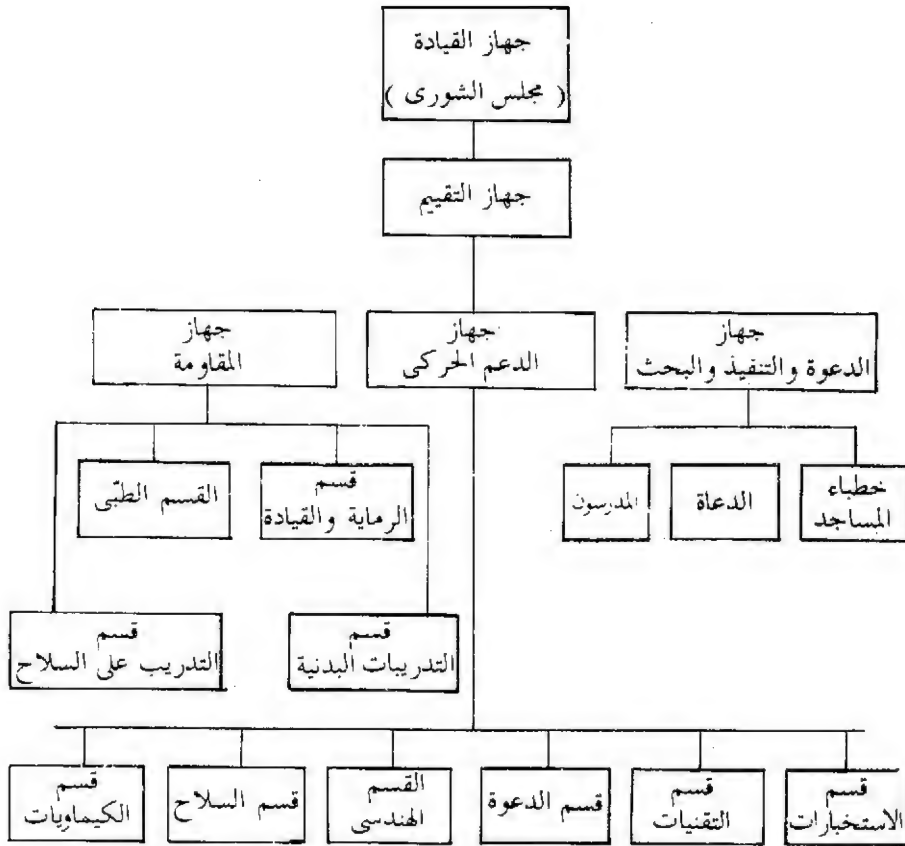 جهاز القيادة
( مجلس الشورى )
جهاز التقييم
جهاز
الدعوة والتنفيذ والبحث
جهاز
الدعم الحركى
جهاز
المقاومة
خطباء
المساجد
الدعاة
المدرسون
قسم
الرماية والقيادة
القسم الطبّى
قسم
التدريبات البدنية
قسم
التدريب على السلاح
قسم
الاستخبارات
قسم
التقنيات
قسم الدعوة
القسم
الهندسى
قسم السلاح
قسم
الكيماويات